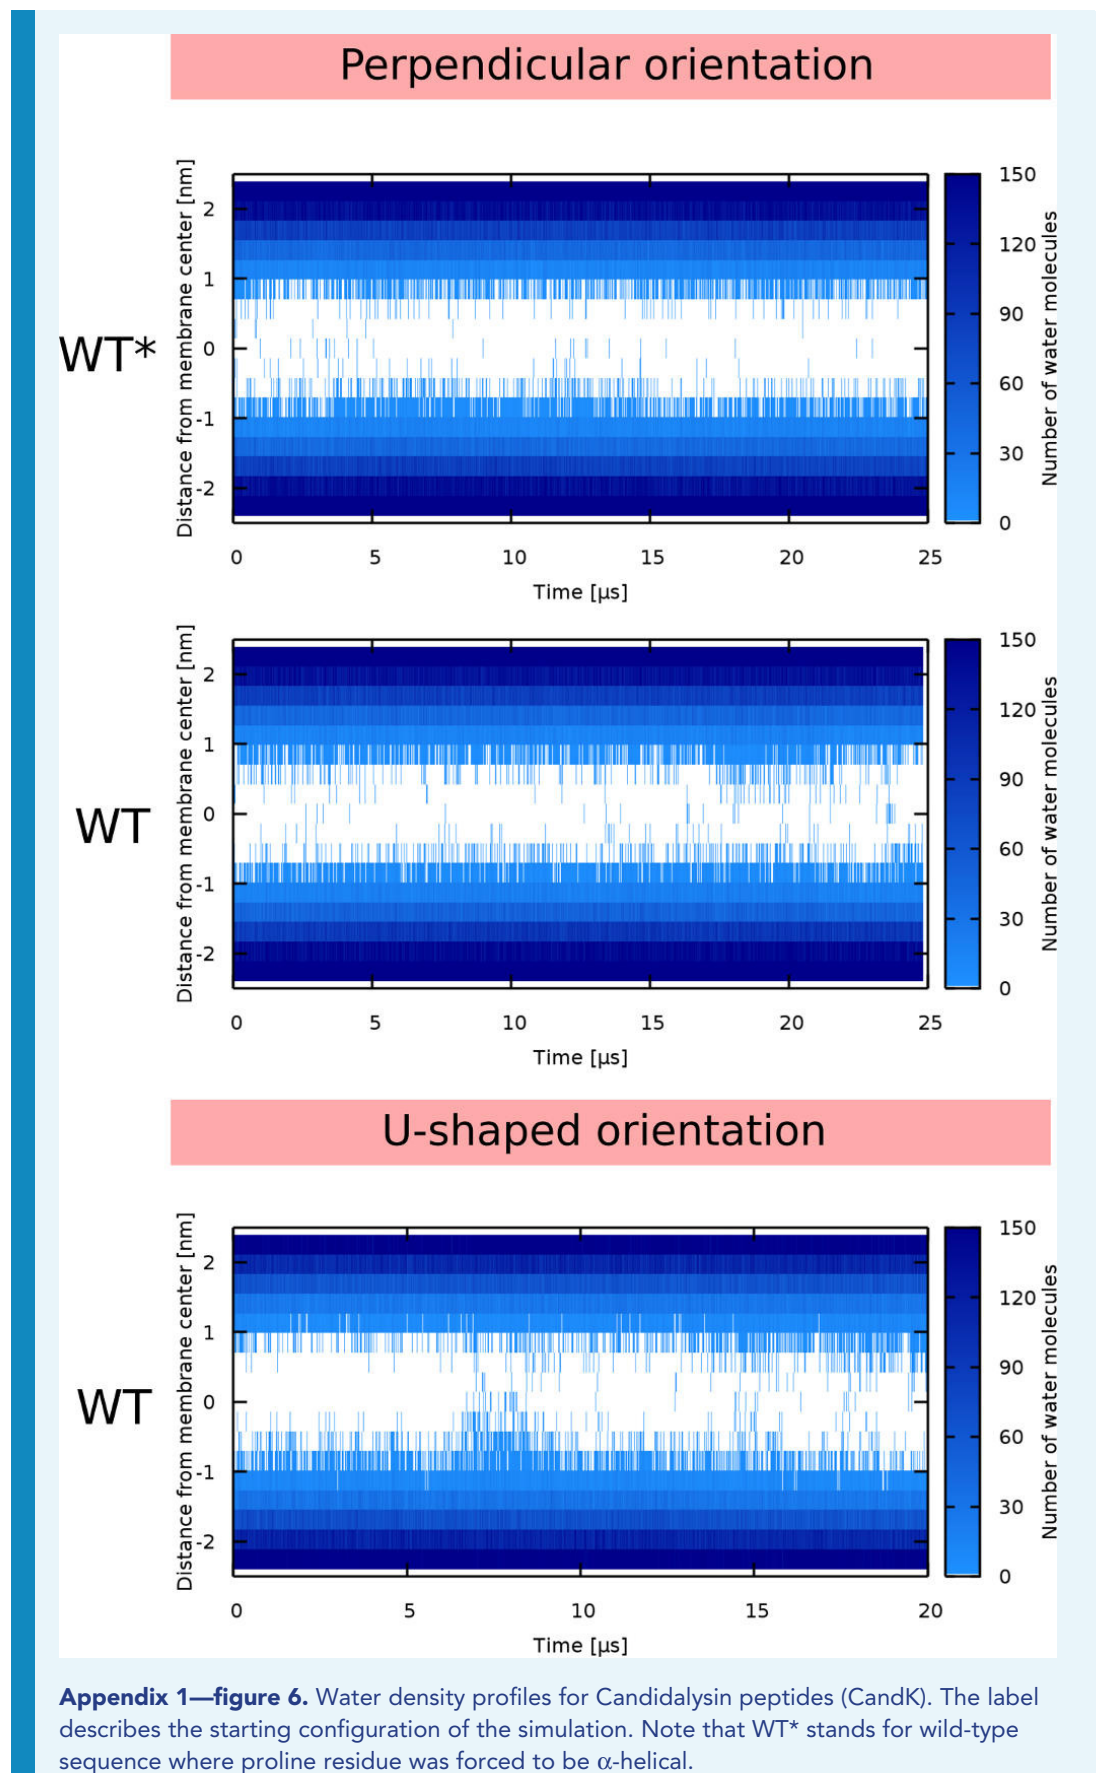 Perpendicular orientation
WT*
Distance from membrane center [nm]
2
1
0
-1
-2
0 5 10 15 20 25
Time [µs]
150
120
90
60
30
0
Number of water molecules
WT
Distance from membrane center [nm]
2
1
0
-1
-2
0 5 10 15 20 25
Time [µs]
150
120
90
60
30
0
Number of water molecules
U-shaped orientation
WT
Distance from membrane center [nm]
2
1
0
-1
-2
0 5 10 15 20
Time [µs]
150
120
90
60
30
0
Number of water molecules
Appendix 1—figure 6. Water density profiles for Candidalysin peptides (CandK). The label
describes the starting configuration of the simulation. Note that WT* stands for wild-type
sequence where proline residue was forced to be α-helical.